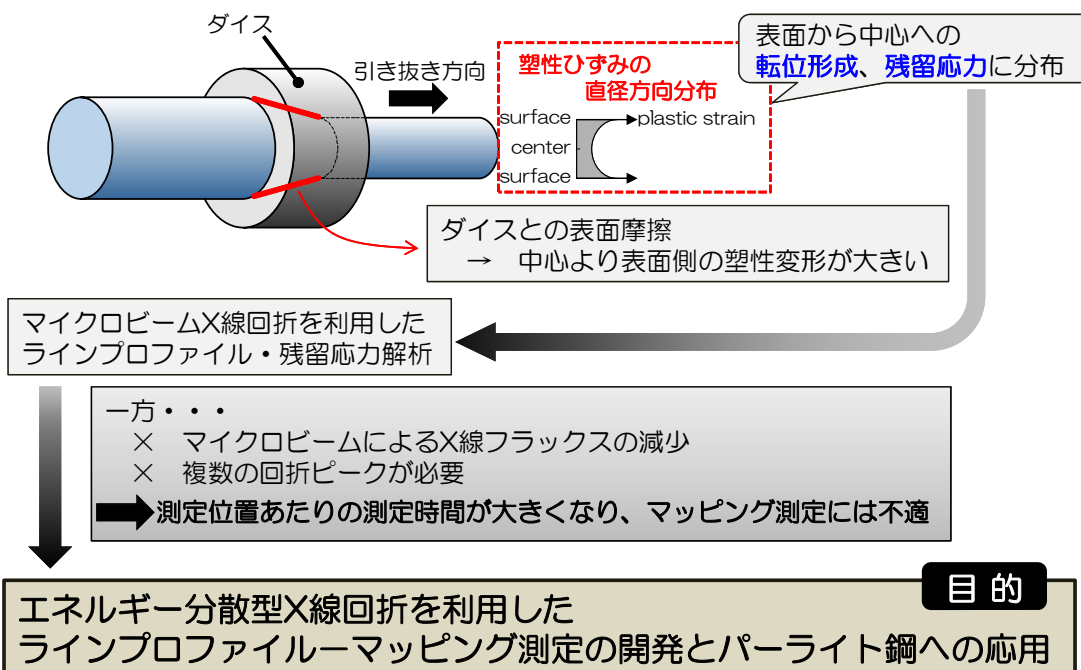 ダイス
引き抜き方向
塑性ひずみの
直径方向分布
surface
plastic strain
center
surface
表面から中心への
転位形成、残留応力に分布
ダイスとの表面摩擦
→ 中心より表面側の塑性変形が大きい
マイクロビームX線回折を利用した
ラインプロファイル・残留応力解析
一方・・・
× マイクロビームによるX線フラックスの減少
× 複数の回折ピークが必要
測定位置あたりの測定時間が大きくなり、マッピング測定には不適
目 的
エネルギー分散型X線回折を利用した
ラインプロファイルーマッピング測定の開発とパーライト鋼への応用